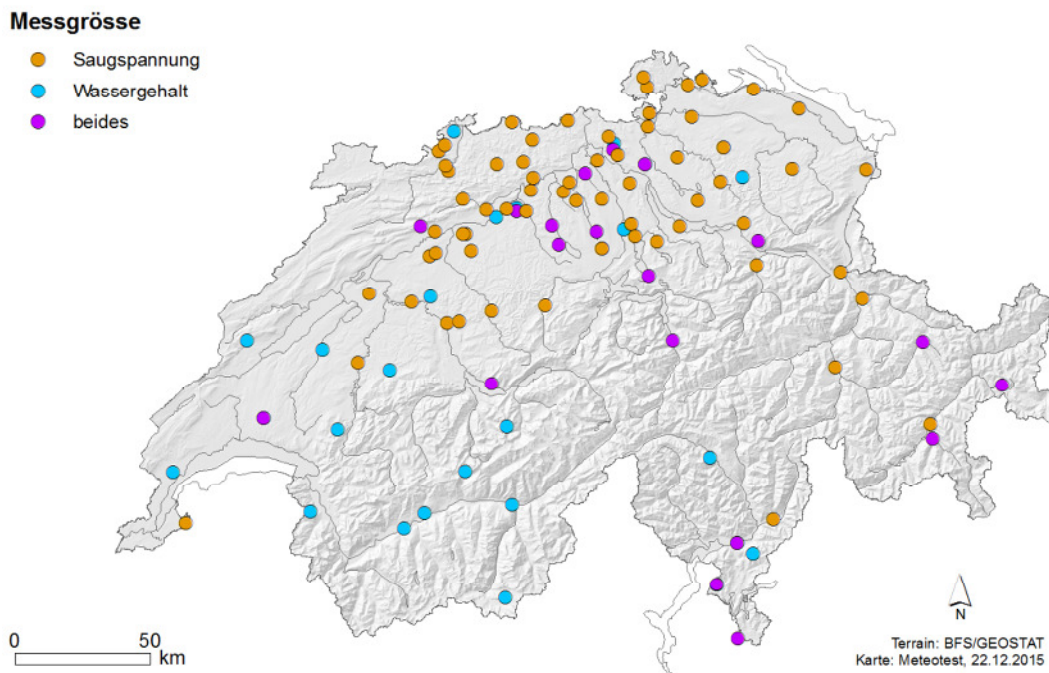 Messgrösse
Saugspannung
Wassergehalt
beides
0 50
km
N
Terrain: BFS/GEOSTAT
Karte: Meteotest, 22.12.2015